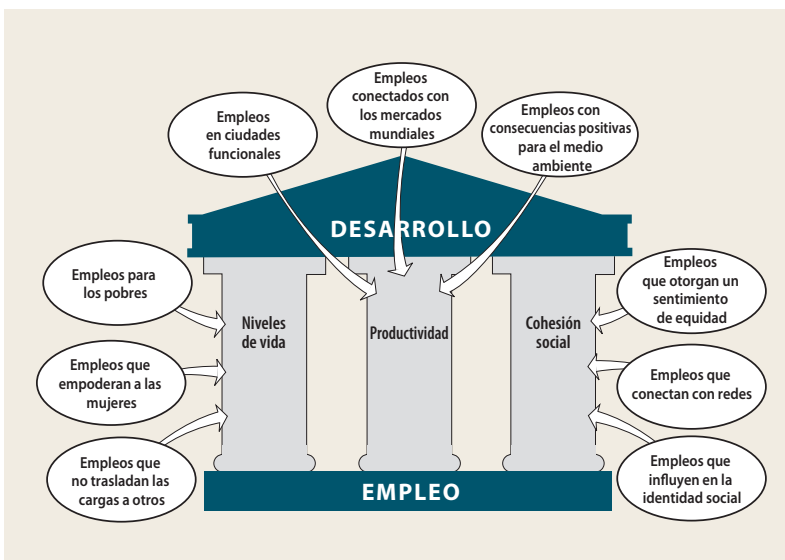 Empleos
conectados con
los mercados
mundiales
Empleos
en ciudades
funcionales
Empleos con
consecuencias positivas
para el medio
ambiente
DESARROLLO
Empleos para
los pobres
Empleos que
empoderan a las
mujeres
Empleos que
no trasladan las
cargas a otros
Niveles
de vida
Productividad
Cohesión
social
Empleos
que otorgan un
sentimiento
de equidad
Empleos que
conectan con redes
Empleos que
influyen en la
identidad social
EMPLEO